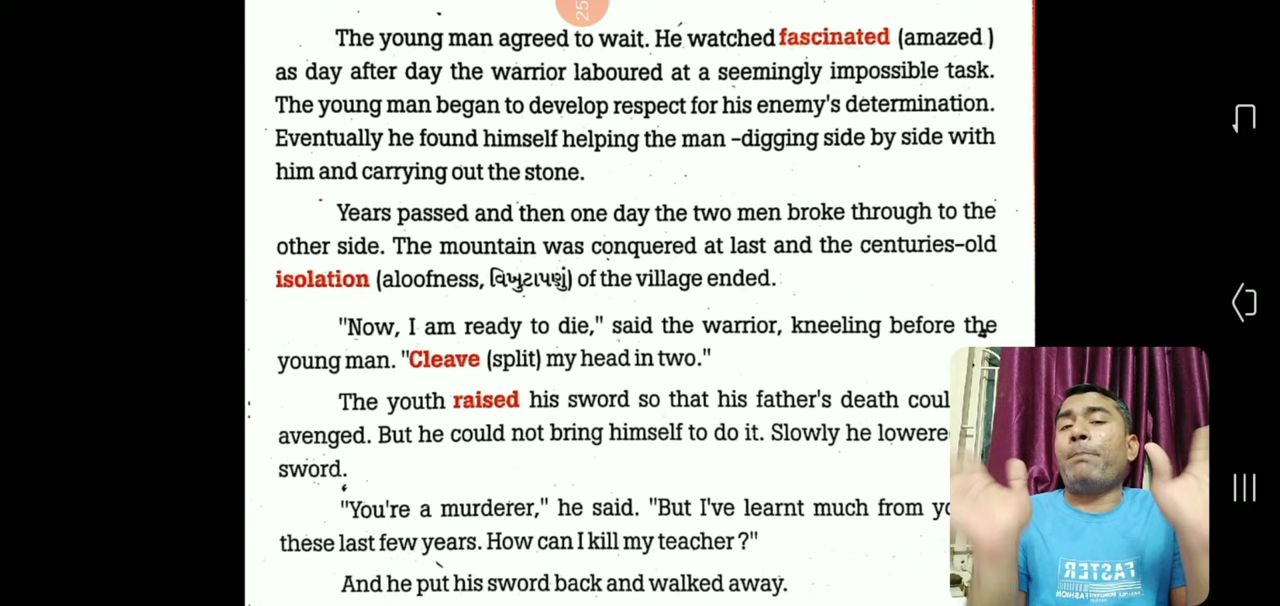 25
The young man agreed to wait. He watched fascinated (amazed )
as day after day the warrior laboured at a seemingly impossible task.
The young man began to develop respect for his enemy's determination.
Eventually he found himself helping the man –digging side by side with
him and carrying out the stone.
Years passed and then one day the two men broke through to the
other side. The mountain was conquered at last and the centuries–old
isolation (aloofness, વિખુટાપણું) of the village ended.
"Now, I am ready to die," said the warrior, kneeling before the
young man. "Cleave (split) my head in two."
The youth raised his sword so that his father's death coul
avenged. But he could not bring himself to do it. Slowly he lowere
sword.
"You're a murderer," he said. "But I've learnt much from yo
these last few years. How can I kill my teacher ?"
And he put his sword back and walked away.
FASTER
FASHION